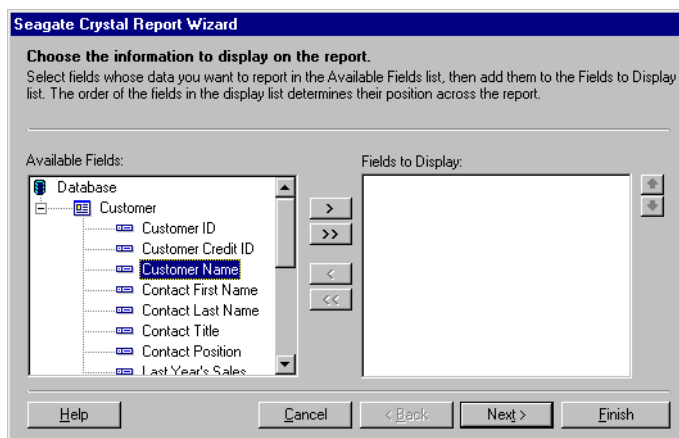 Seagate Crystal Report Wizard
Choose the information to display on the report.
Select fields whose data you want to report in the Available Fields list, then add them to the Fields to Display
list. The order of the fields in the display list determines their position across the report.
Available Fields:
Fields to Display:
Database
Customer
Customer ID
Customer Credit ID
Customer Name
Contact First Name
Contact Last Name
Contact Title
Contact Position
Last Year's Sales
>
>>
<
<<
Help
Cancel
< Back
Next >
Finish